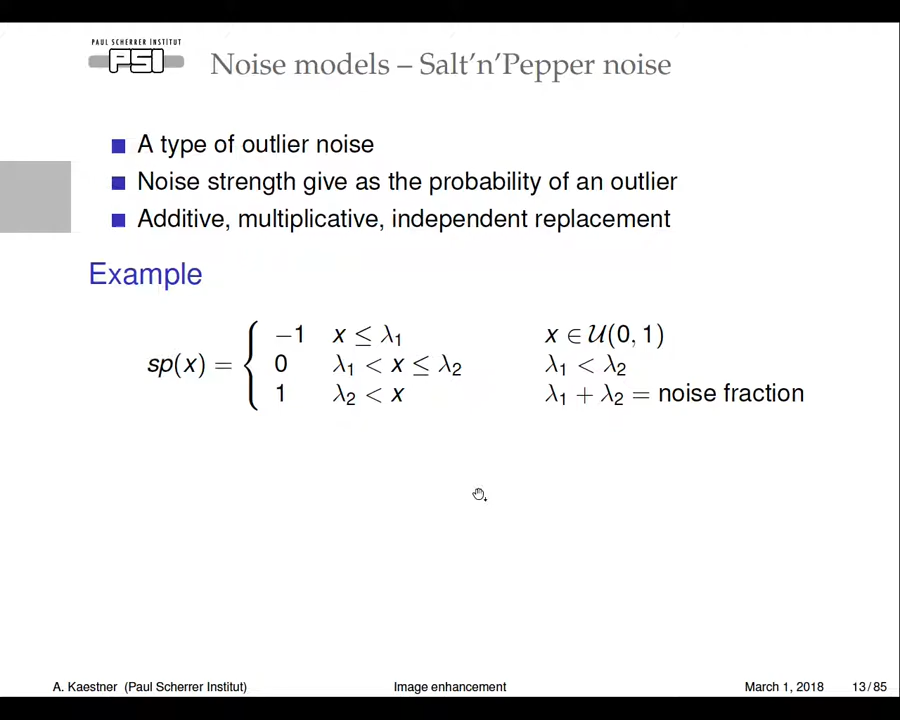 PAUL SCHERRER INSTITUT
PSI
Noise models – Salt'n'Pepper noise
A type of outlier noise
Noise strength give as the probability of an outlier
Additive, multiplicative, independent replacement
Example
sp(x) = { −1 x ≤ λ₁ x ∈ U(0, 1)
0 λ₁ < x ≤ λ₂ λ₁ < λ₂
1 λ₂ < x λ₁ + λ₂ = noise fraction
A. Kaestner (Paul Scherrer Institut) Image enhancement March 1, 2018 13 / 85